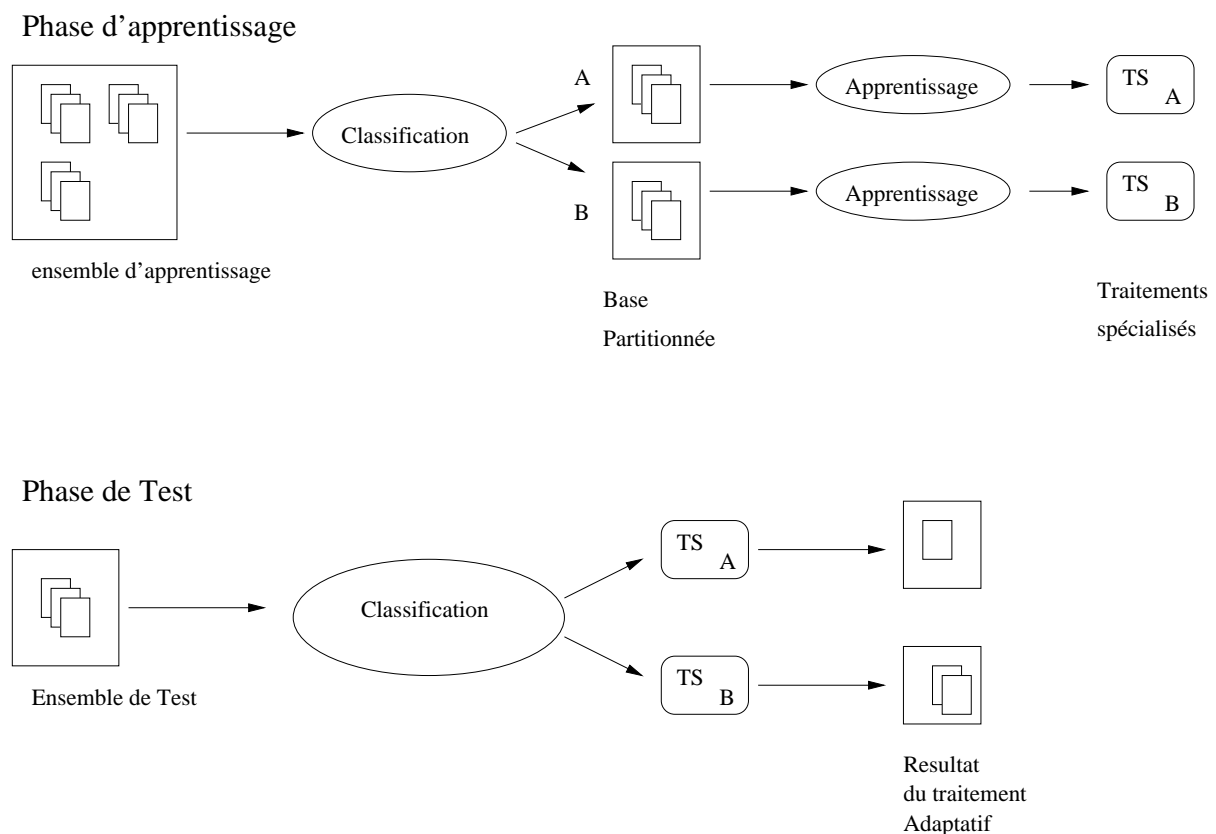 Phase d'apprentissage
A
Classification
Apprentissage
TS
A
B
Apprentissage
TS
B
ensemble d'apprentissage
Base
Partitionnée
Traitements
spécialisés
Phase de Test
Classification
TS
A
TS
B
Ensemble de Test
Resultat
du traitement
Adaptatif